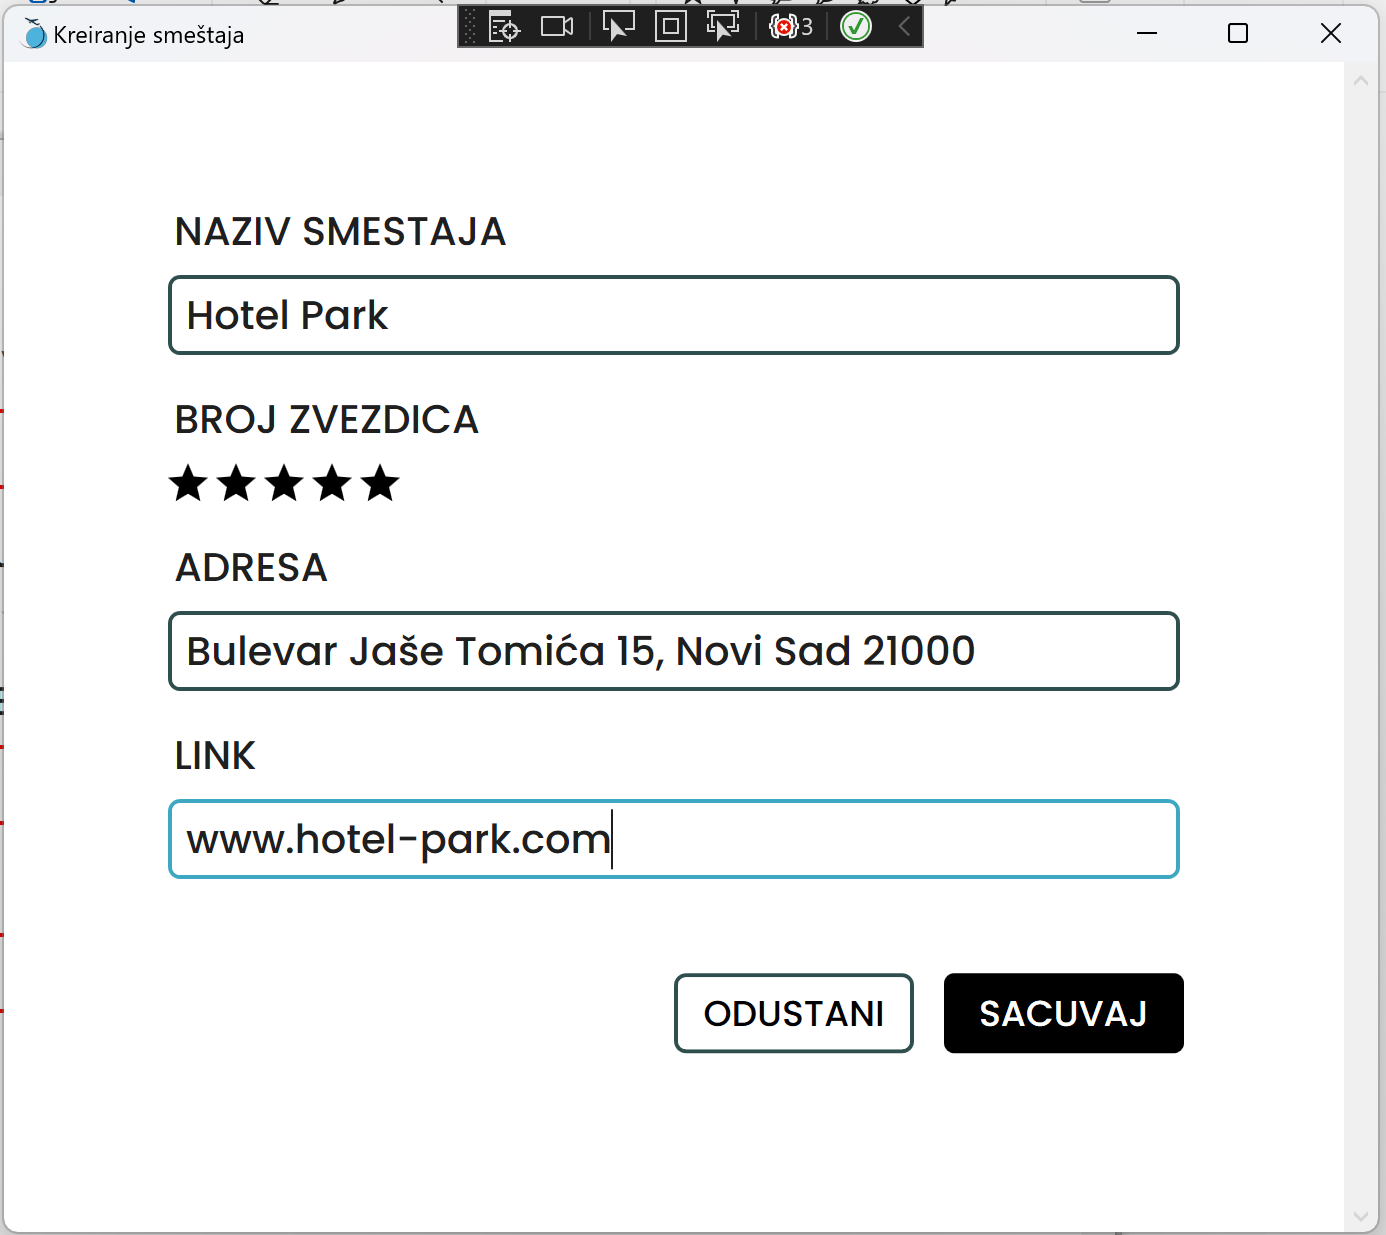 Kreiranje smeštaja
3
NAZIV SMESTAJA
Hotel Park
BROJ ZVEZDICA
ADRESA
Bulevar Jaše Tomića 15, Novi Sad 21000
LINK
www.hotel-park.com
ODUSTANI SACUVAJ